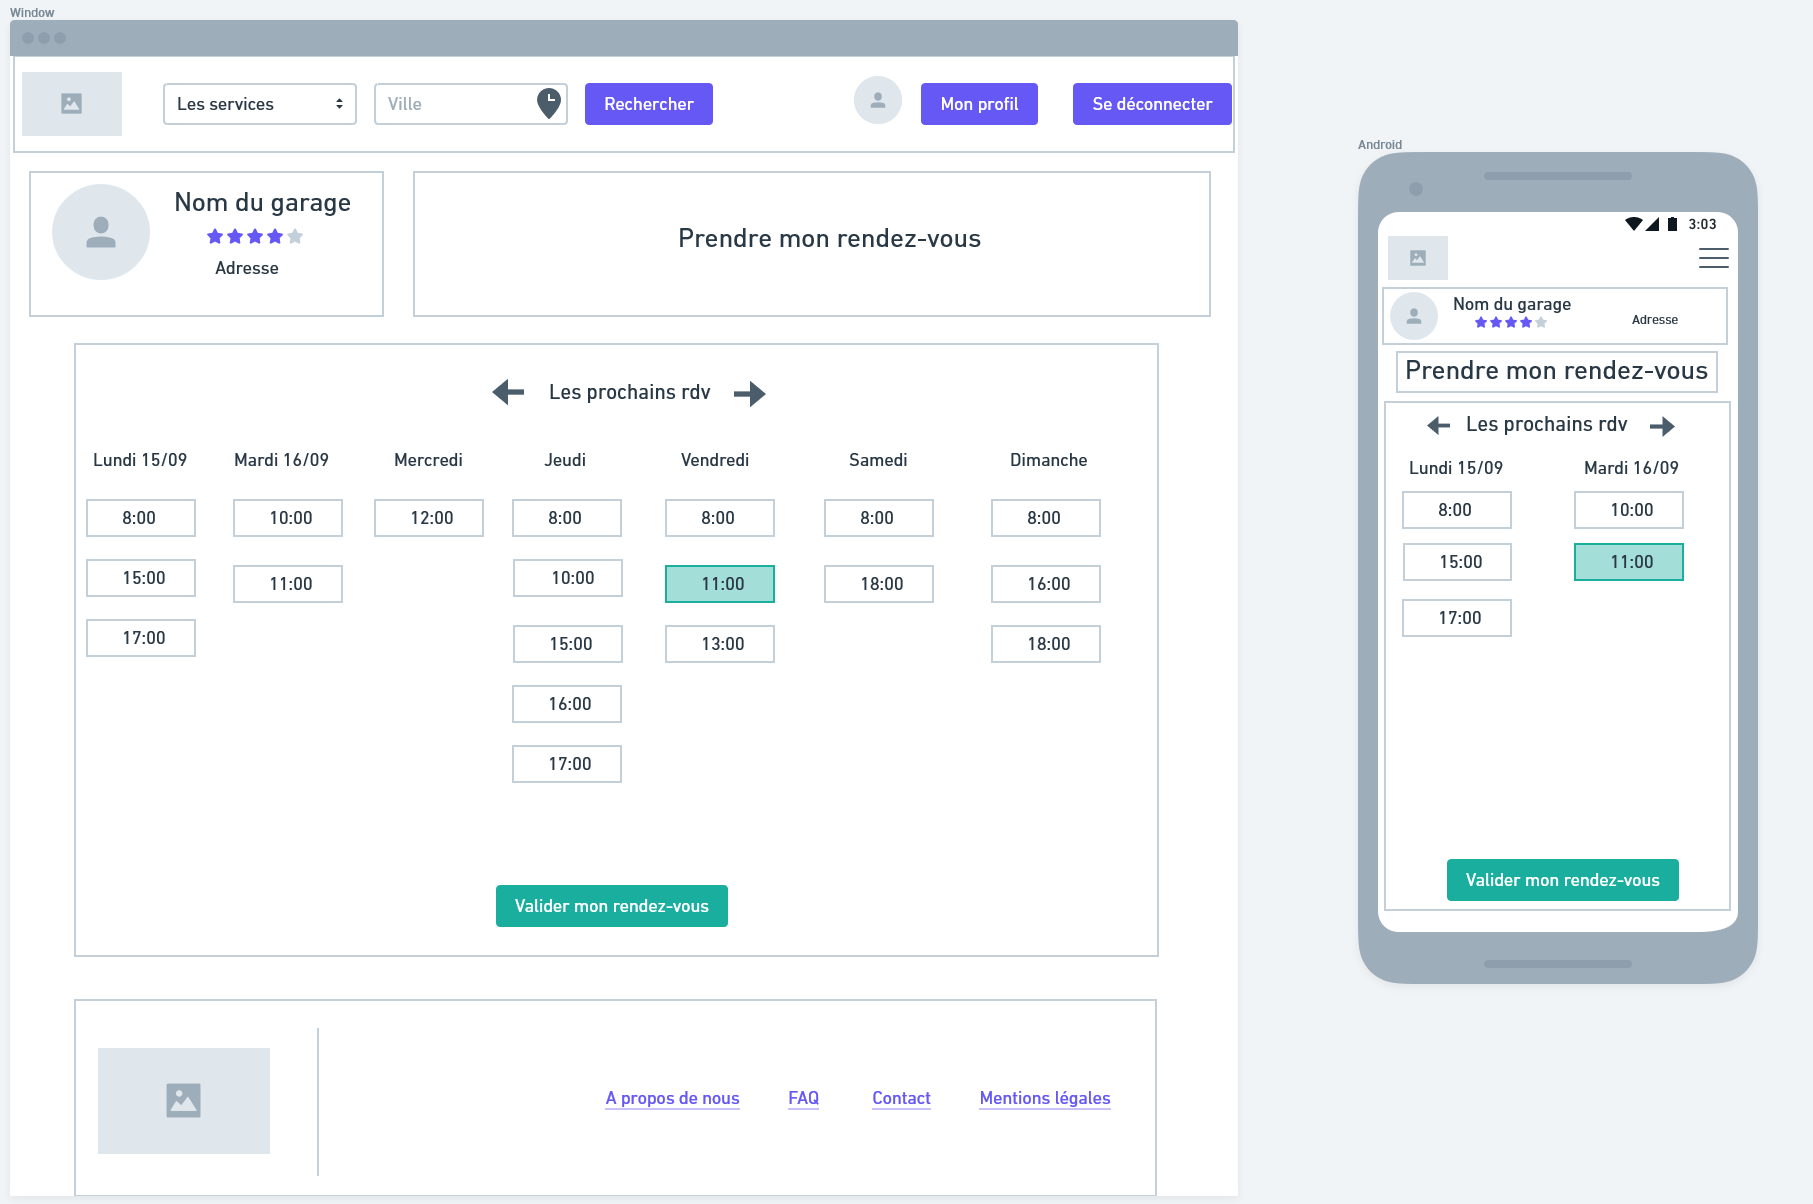 Window
Les services
Ville
Rechercher
Mon profil
Se déconnecter
Nom du garage
Adresse
Prendre mon rendez-vous
Les prochains rdv
Lundi 15/09
Mardi 16/09
Mercredi
Jeudi
Vendredi
Samedi
Dimanche
8:00
10:00
12:00
8:00
8:00
8:00
8:00
15:00
11:00
10:00
11:00
18:00
16:00
17:00
15:00
13:00
18:00
16:00
17:00
Valider mon rendez-vous
A propos de nous
FAQ
Contact
Mentions légales
Android
3:03
Nom du garage
Adresse
Prendre mon rendez-vous
Les prochains rdv
Lundi 15/09
Mardi 16/09
8:00
10:00
15:00
11:00
17:00
Valider mon rendez-vous